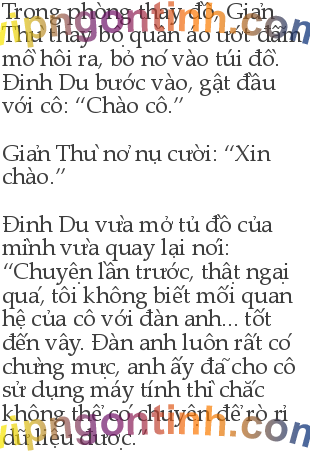 Trong phòng thay đồ, Giản
Thu thay bộ quần áo ướt đẫm
mồ hôi ra, bỏ nó vào túi đồ.
Đinh Du bước vào, gật đầu
với cô: “Chào cô.”
Giản Thu nở nụ cười: “Xin
chào.”
Đinh Du vừa mở tủ đồ của
mình vừa quay lại nói:
“Chuyện lần trước, thật ngại
quá, tôi không biết mối quan
hệ của cô với đàn anh... tốt
đến vậy. Đàn anh luôn rất có
chừng mực, anh ấy đã cho cô
sử dụng máy tính thì chắc
không thể có chuyện để rò rỉ
dữ liệu được.”
vipngontinh.com
vipngontinh.com